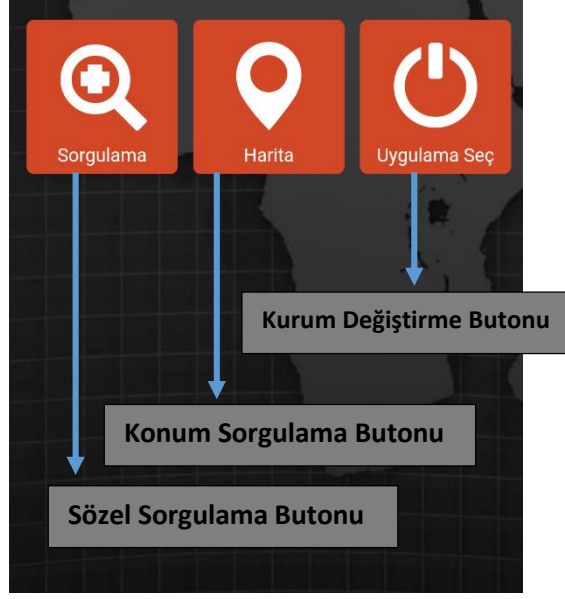 Sorgulama
Harita
Uygulama Seç
Kurum Değiştirme Butonu
Konum Sorgulama Butonu
Sözel Sorgulama Butonu